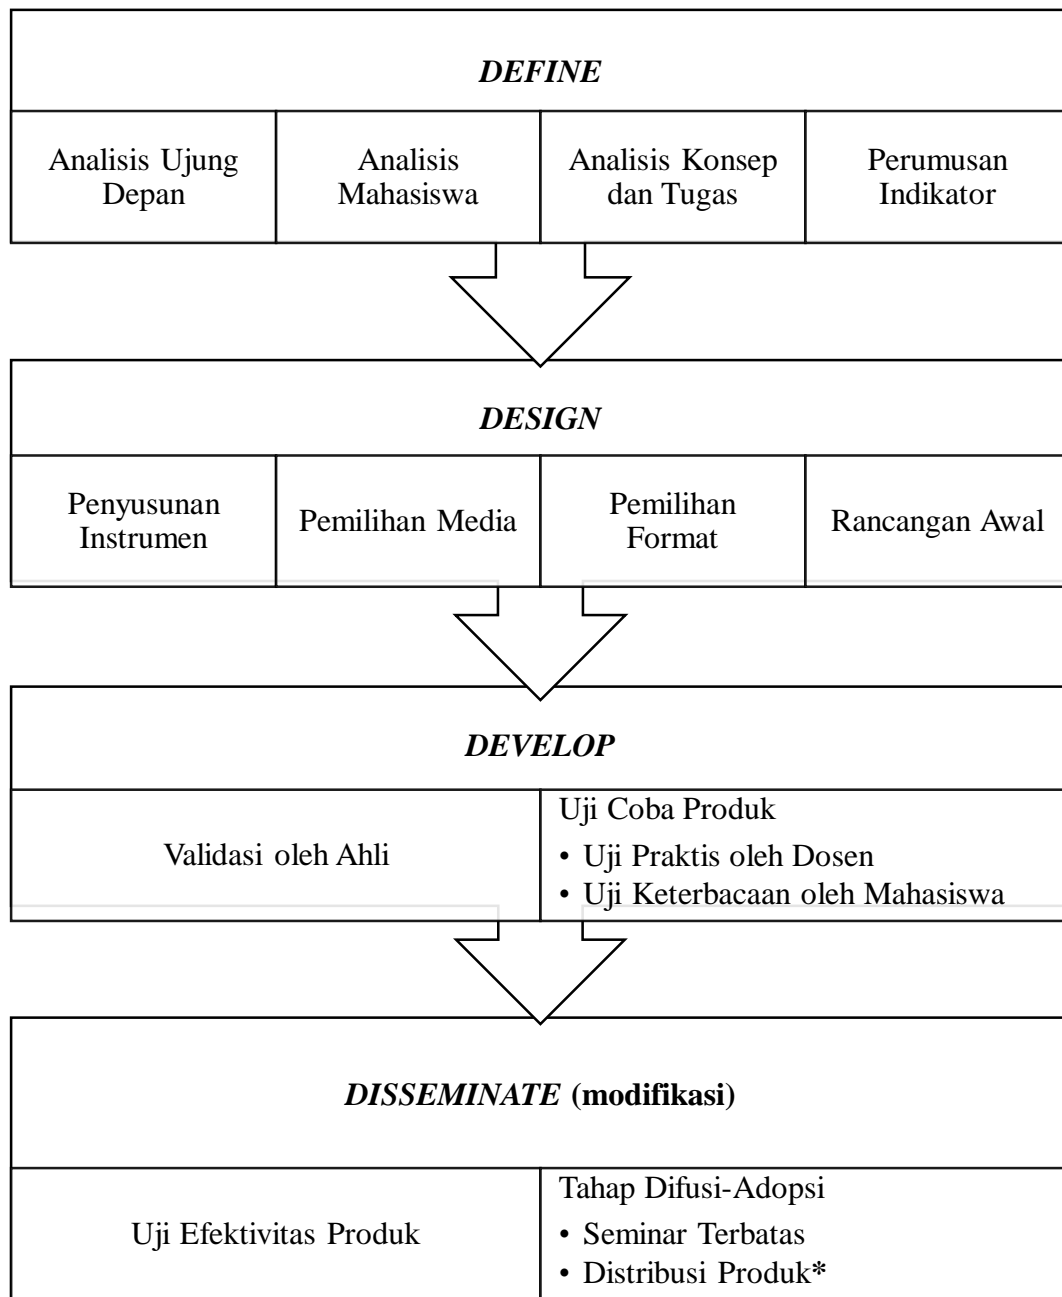 DEFINE
Analisis Ujung
Depan
Analisis
Mahasiswa
Analisis Konsep
dan Tugas
Perumusan
Indikator
DESIGN
Penyusunan
Instrumen
Pemilihan Media
Pemilihan
Format
Rancangan Awal
DEVELOP
Validasi oleh Ahli
Uji Coba Produk
• Uji Praktis oleh Dosen
• Uji Keterbacaan oleh Mahasiswa
DISSEMINATE (modifikasi)
Uji Efektivitas Produk
Tahap Difusi-Adopsi
• Seminar Terbatas
• Distribusi Produk*